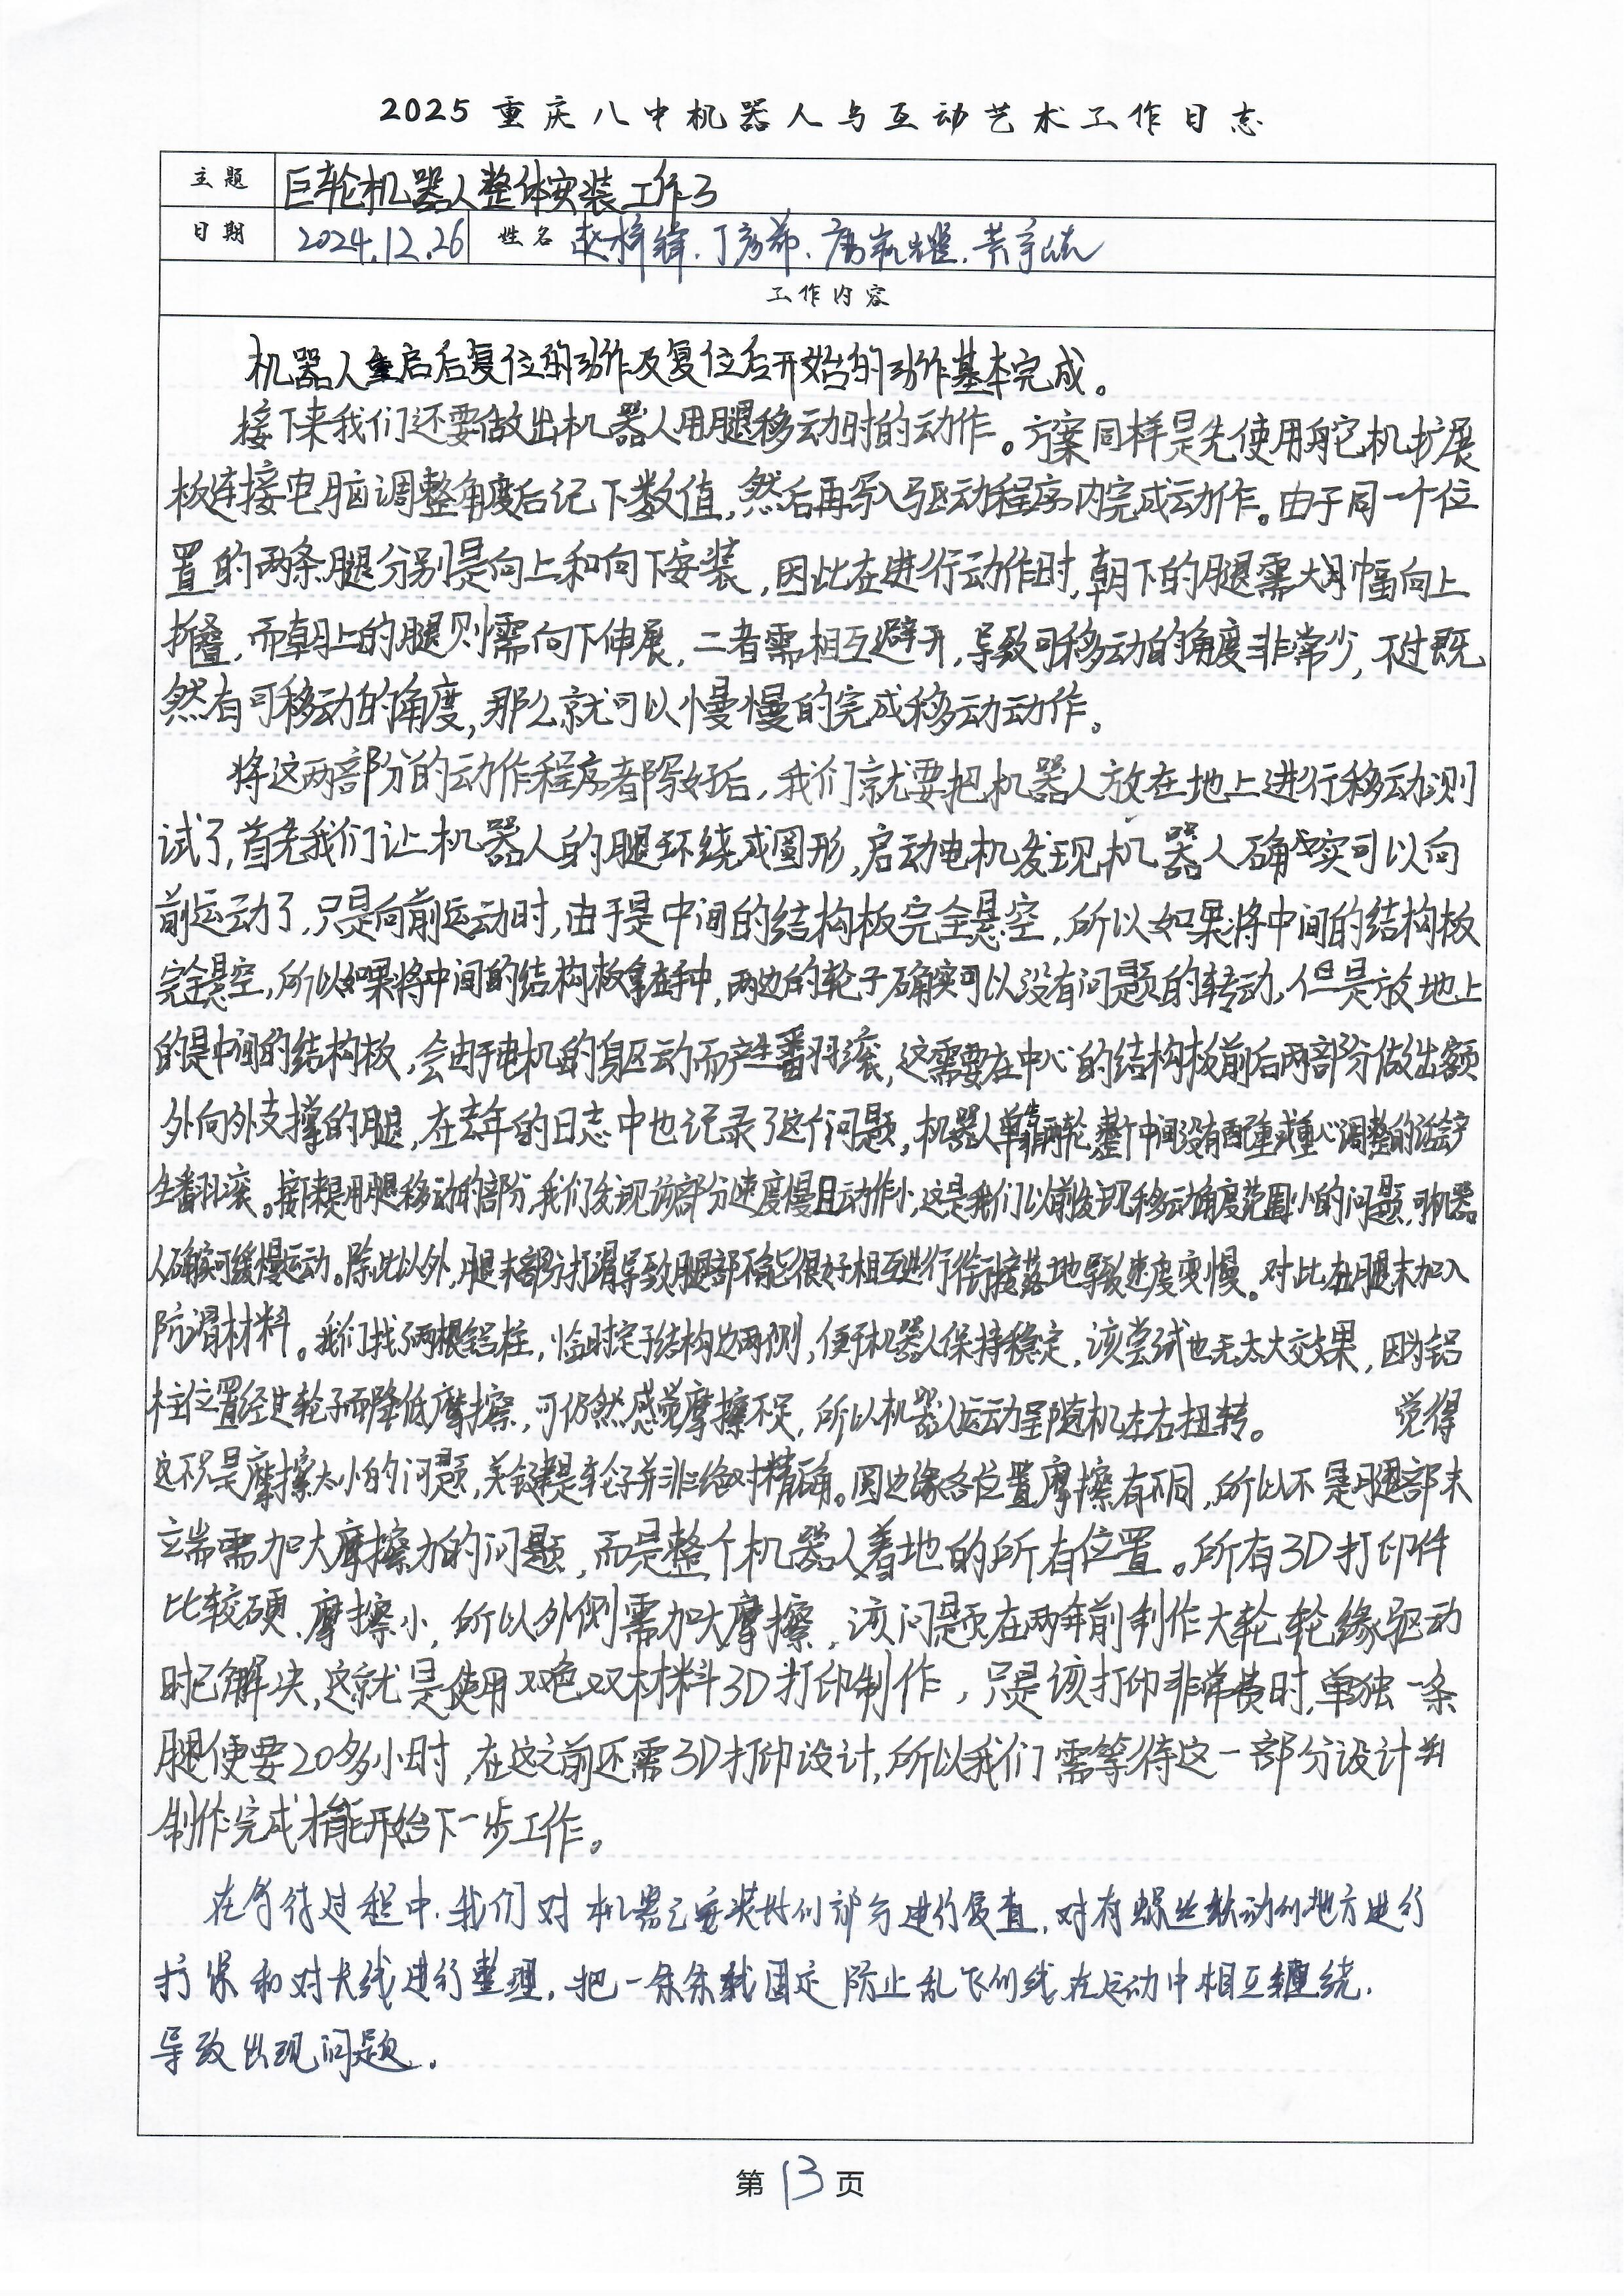 2025重庆八中机器人与互动艺术工作日志
主题 巨轮机器人整体安装工作3
日期 2024.12.26 姓名 赵梓锋.丁彦茹.
工作内容
机器人重启后复位的动作及复位后开始的动作基本完成。
接下来我们还要做出机器人用腿移动时的动作。方案同样是先使用舵机扩展
板连接电脑调整角度后记下数值,然后再写入驱动程序内完成动作。由于同一个位
置的两条腿分别是向上和向下安装,因此在进行动作时,朝下的腿需大幅向上
折叠,而朝上的腿则需向下伸展,二者需相互避开,导致可移动的角度非常少,不过既
然有可移动的角度,那么就可以慢慢的完成移动动作。
将这两部分的动作程序都写好后,我们就要把机器人放在地上进行移动测
试了,首先我们让机器人的腿环绕成圆形,启动电机发现机器人确实可以向
前运动了,只是向前运动时,由于是中间的结构板完全悬空,所以如果将中间的结构板
完全悬空,所以如果将中间的结构板拿在手中,两边的轮子确实可以没有问题的转动,但是放地上
的是中间的结构板,会由于电机的驱动而产生翻滚,这需要在中心的结构板前后两部分做出额
外向外支撑的腿,在去年的日志中也记录了这个问题,机器人单靠两轮,整个中间没有配重或重心调整的话会产
生翻滚。接下来是用腿移动的部分,我们发现该部分速度慢且动作小,这是我们以前发现移动角度范围小的问题,可机器
人确实可缓慢运动。除此以外,腿末部分打滑导致腿部不能很好相互进行衔接落地导致速度变慢。对此在腿末加入
防滑材料。我们找了两根铝柱,临时定于结构边两侧,便于机器人保持稳定,该尝试也无太大交效果,因为铝
柱位置经过轮子而降低摩擦,可仍然感觉摩擦不足,所以机器人运动呈随机左右扭转。 觉得
这不只是摩擦太小的问题,关键是轮子并非绝对精确。因边缘各位置摩擦有不同,所以不是腿部末
立端需加大摩擦力的问题,而是整个机器人着地的所有位置。所有3D打印件
比较硬、摩擦小,所以外侧需加大摩擦,该问题在两年前制作大轮轮缘驱动
时已解决,这就是使用双色双材料3D打印制作,只是该打印非常费时,单独一条
腿便要20多小时,在这之前还需3D打印设计,所以我们需等待这一部分设计并
制作完成才能开始下一步工作。
在等待过程中.我们对机器已安装好的部分进行复查.对有螺丝松动的地方进行
和对长线进行整理.把一条条线固定防止乱飞的线在运动中相互缠绕.
导致出现问题.
第13页